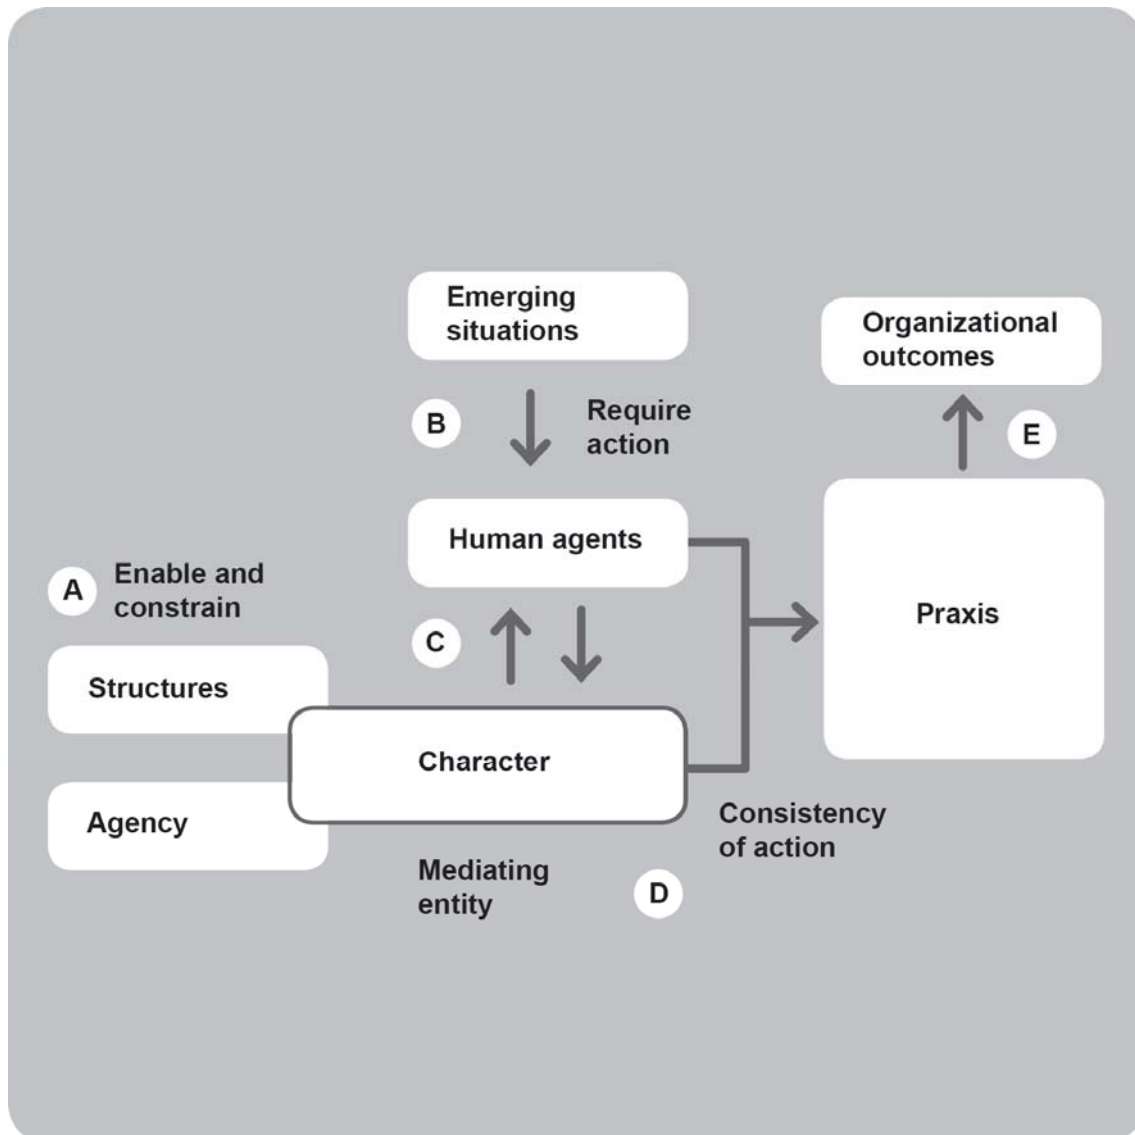 Emerging
situations
Organizational
outcomes
B
Require
action
E
Human agents
A
Enable and
constrain
C
Praxis
Structures
Character
Agency
Consistency
of action
Mediating
entity
D